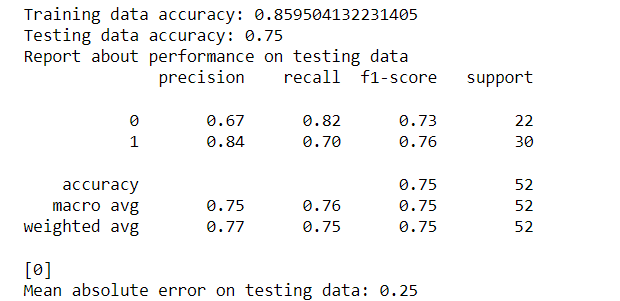 Training data accuracy: 0.859504132231405
Testing data accuracy: 0.75
Report about performance on testing data
precision recall f1-score support
0 0.67 0.82 0.73 22
1 0.84 0.70 0.76 30
accuracy 0.75 52
macro avg 0.75 0.76 0.75 52
weighted avg 0.77 0.75 0.75 52
[0]
Mean absolute error on testing data: 0.25